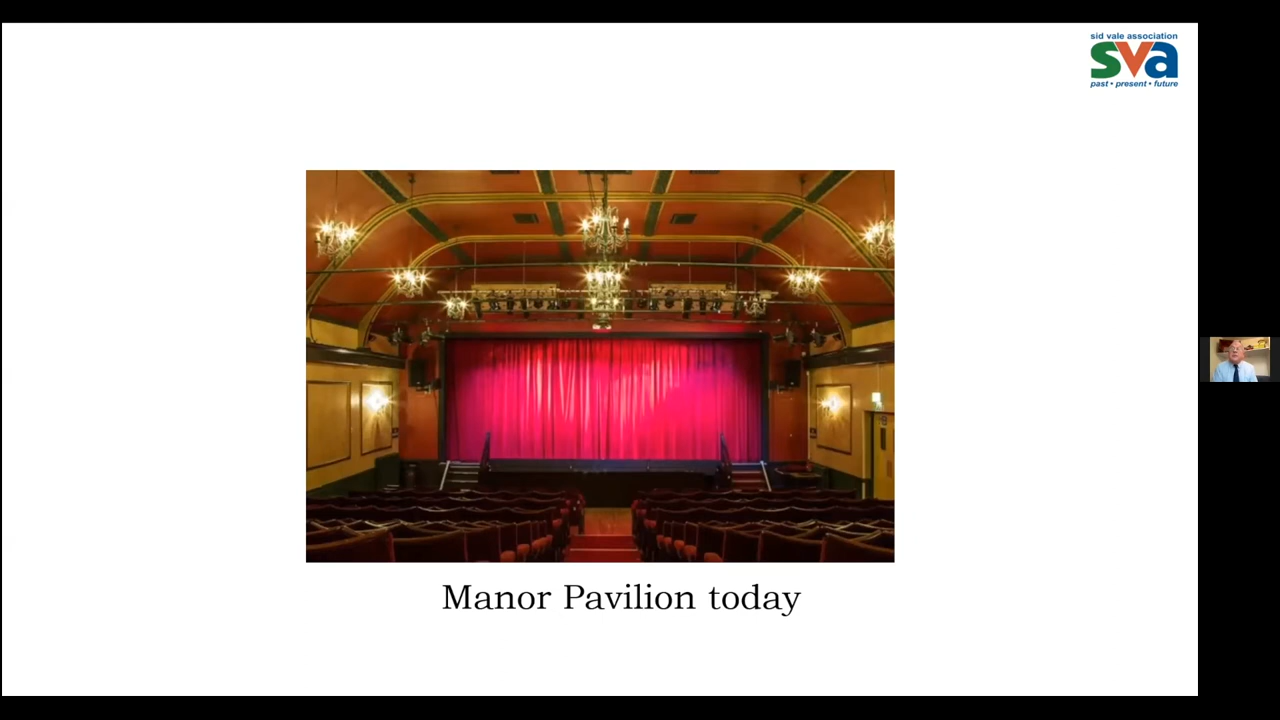 sid vale association
sva
past • present • future
Manor Pavilion today